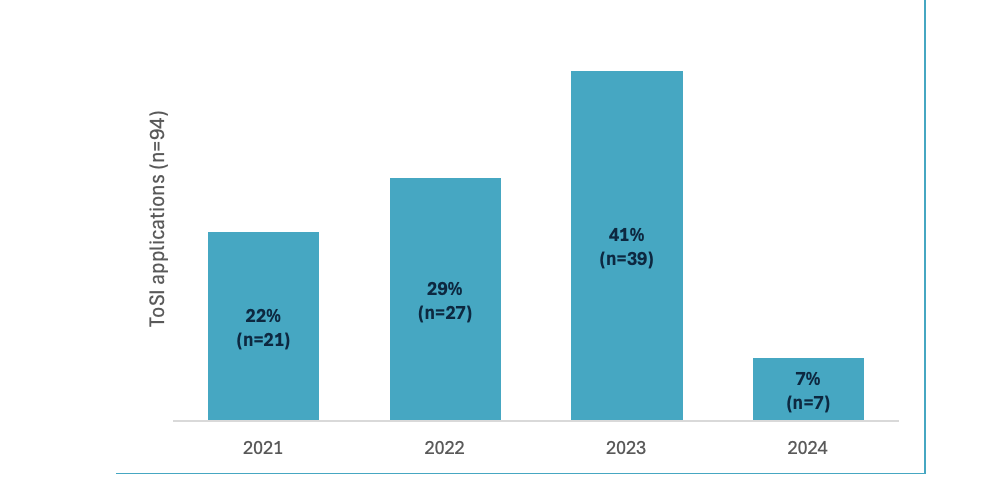 ToSI applications (n=94)
22%
(n=21)
29%
(n=27)
41%
(n=39)
7%
(n=7)
2021
2022
2023
2024